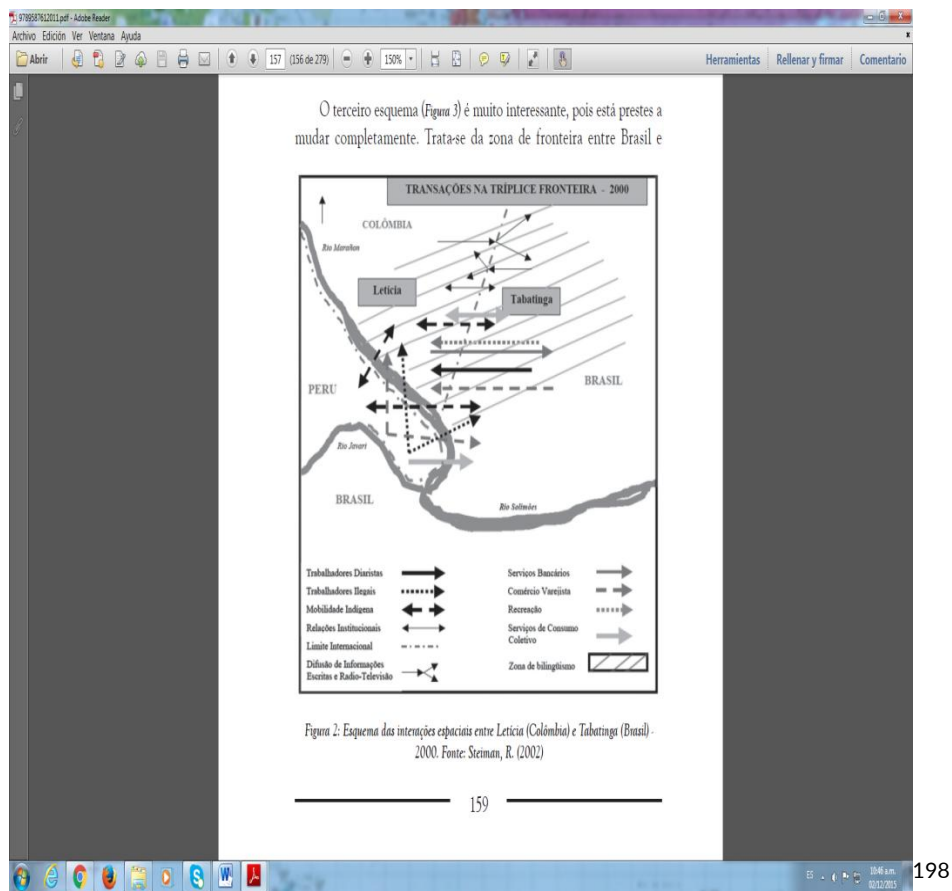 9789587612011.pdf - Adobe Reader
Archivo Edición Ver Ventana Ayuda
Abrir
157 (156 de 279)
150%
Herramientas
Rellenar y firmar
Comentario
O terceiro esquema (Figura 3) é muito interessante, pois está prestes a
mudar completamente. Trata-se da zona de fronteira entre Brasil e
TRANSAÇÕES NA TRÍPLICE FRONTEIRA - 2000
COLÔMBIA
Rio Marañon
Letícia
Tabatinga
PERU
BRASIL
Rio Javari
BRASIL
Rio Solimões
Trabalhadores Diaristas
Trabalhadores Ilegais
Mobilidade Indígena
Relações Institucionais
Limite Internacional
Difusão de Informações
Escritas e Radio-Televisão
Serviços Bancários
Comércio Varejista
Recreação
Serviços de Consumo
Coletivo
Zona de bilingüismo
Figura 2: Esquema das interações espaciais entre Letícia (Colômbia) e Tabatinga (Brasil) -
2000. Fonte: Steiman, R. (2002)
159
ES
10:46 a.m.
02/12/2015
198